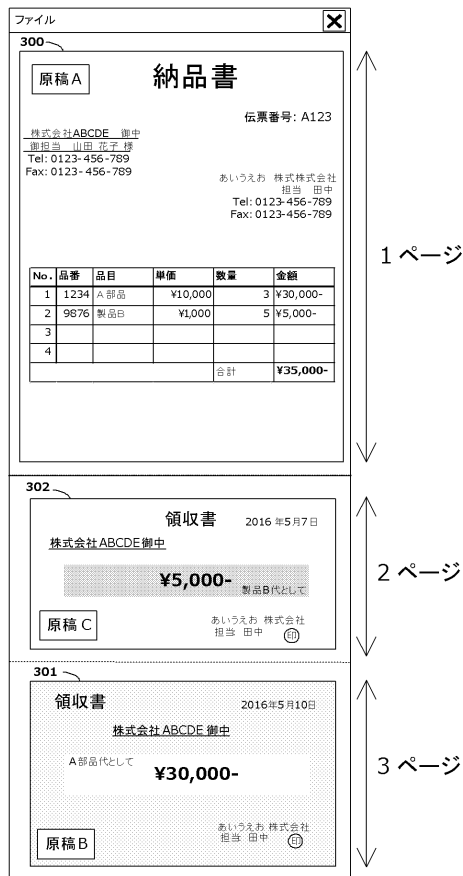 ファイル
300
原稿A
納品書
伝票番号: A123
株式会社ABCDE 御中
御担当 山田 花子 様
Tel: 0123-456-789
Fax: 0123-456-789
あいうえお 株式株式会社
担当 田中
Tel: 0123-456-789
Fax: 0123-456-789
No. 品番 品目 単価 数量 金額
1 1234 A部品 ¥10,000 3 ¥30,000-
2 9876 製品B ¥1,000 5 ¥5,000-
3
4
合計 ¥35,000-
1 ページ
302
領収書 2016年5月7日
株式会社ABCDE御中
¥5,000- 製品B代として
原稿C
あいうえお 株式会社
担当 田中 印
2 ページ
301
領収書 2016年5月10日
株式会社ABCDE 御中
A部品代として
¥30,000-
あいうえお 株式会社
担当 田中 印
原稿B
3 ページ